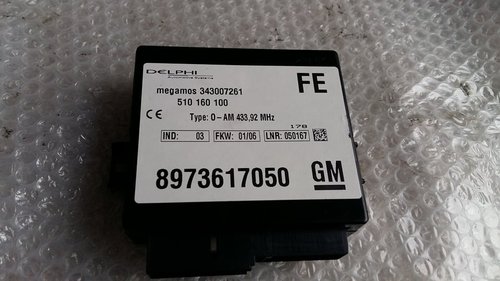 DELPHI
FE
megamos 343007261
510 160 100
CE Type: O-AM 433,92 MHz
178
IND: 03 FKW: 01/06 LNR: 050167
8973617050 GM